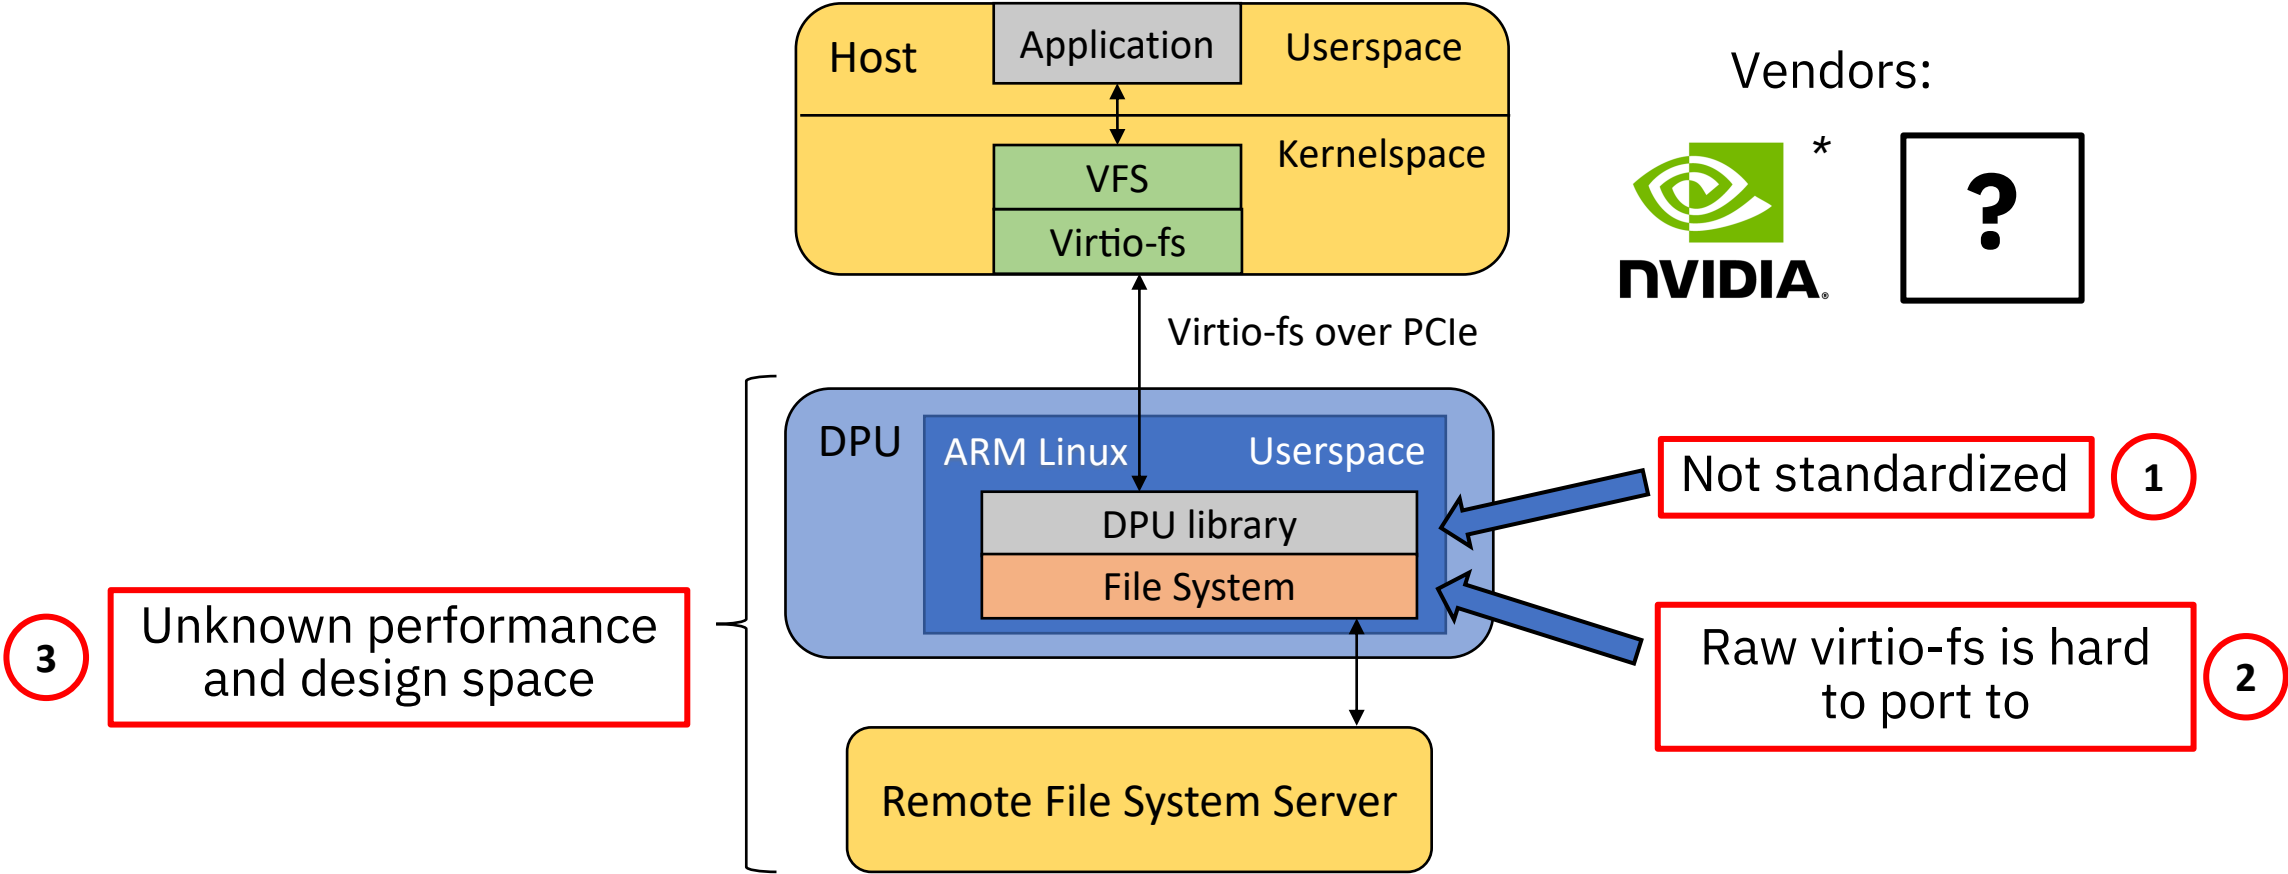 Host
Application
Userspace
Kernelspace
VFS
Virtio-fs
Vendors:
*
?
NVIDIA®
Virtio-fs over PCIe
DPU
ARM Linux
Userspace
DPU library
File System
Not standardized
1
Raw virtio-fs is hard
to port to
2
3
Unknown performance
and design space
Remote File System Server